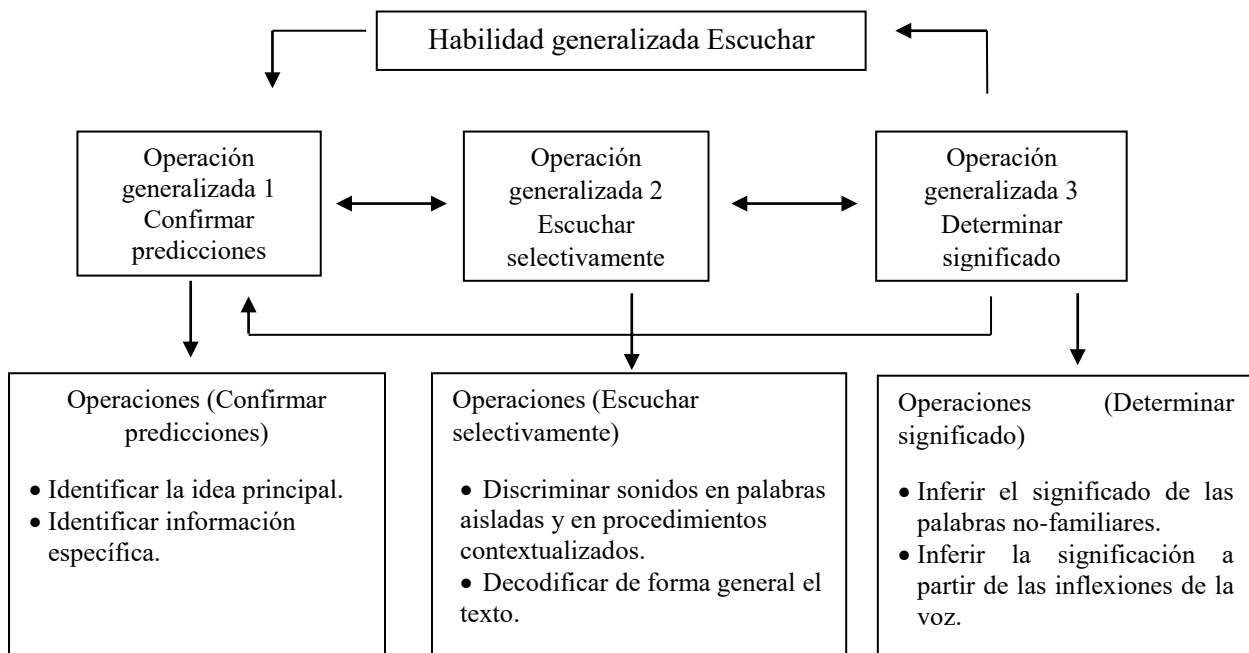 Habilidad generalizada Escuchar
Operación
generalizada 1
Confirmar
predicciones
Operación
generalizada 2
Escuchar
selectivamente
Operación
generalizada 3
Determinar
significado
Operaciones (Confirmar
predicciones)
• Identificar la idea principal.
• Identificar información
específica.
Operaciones (Escuchar
selectivamente)
• Discriminar sonidos en palabras
aisladas y en procedimientos
contextualizados.
• Decodificar de forma general el
texto.
Operaciones (Determinar
significado)
• Inferir el significado de las
palabras no-familiares.
• Inferir la significación a
partir de las inflexiones de la
voz.